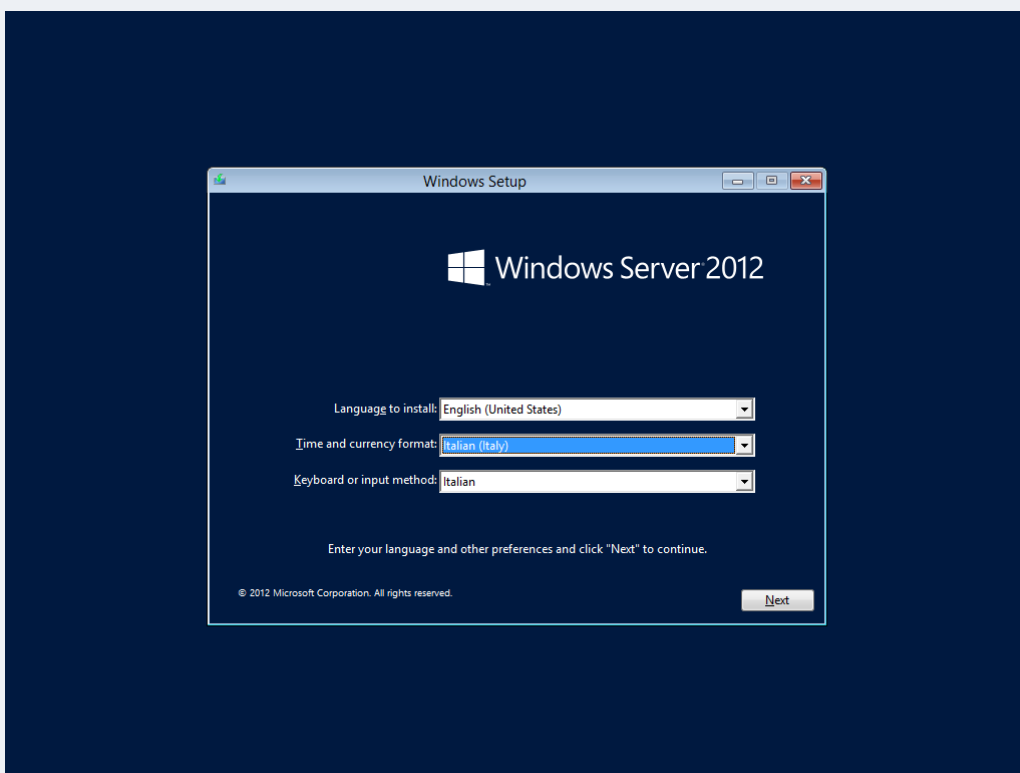 Windows Setup
Windows Server 2012
Language to install: English (United States)
Time and currency format: Italian (Italy)
Keyboard or input method: Italian
Enter your language and other preferences and click "Next" to continue.
© 2012 Microsoft Corporation. All rights reserved.
Next